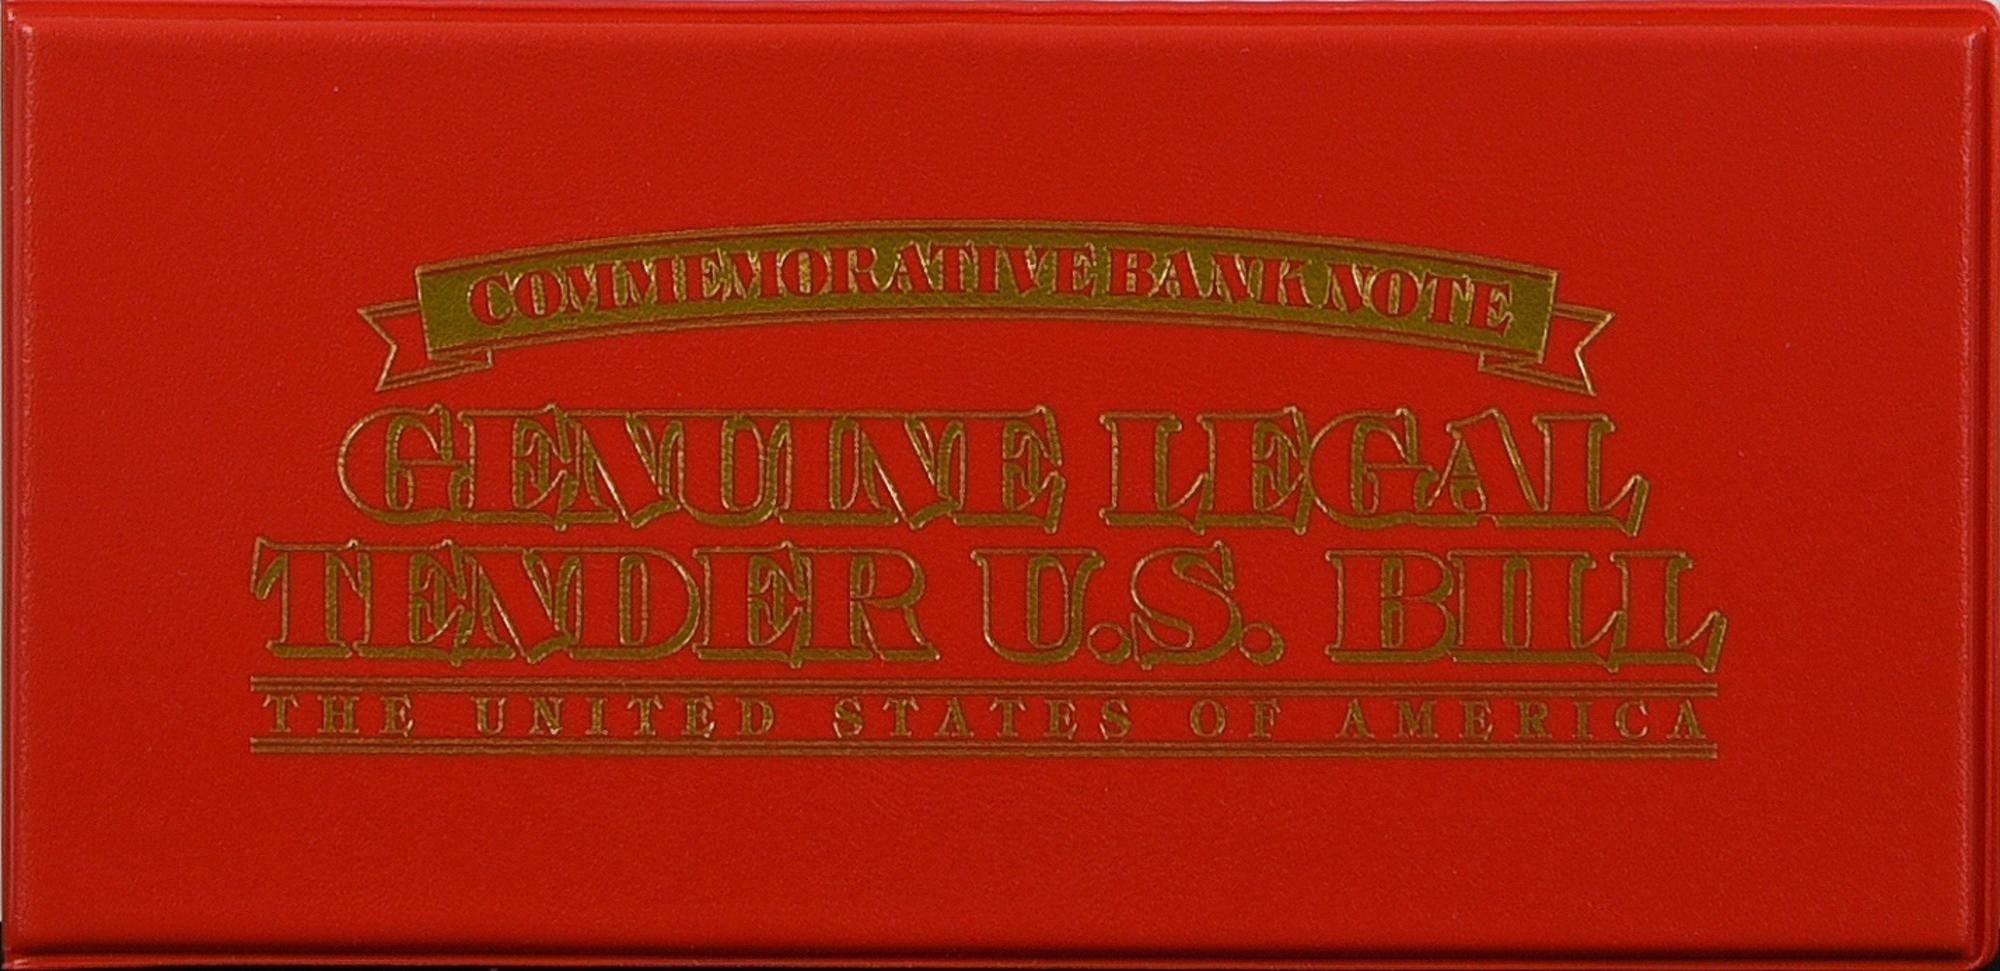 COMMEMORATIVE BANK NOTE
GENUINE LEGAL
TENDER U.S. BILL
THE UNITED STATES OF AMERICA